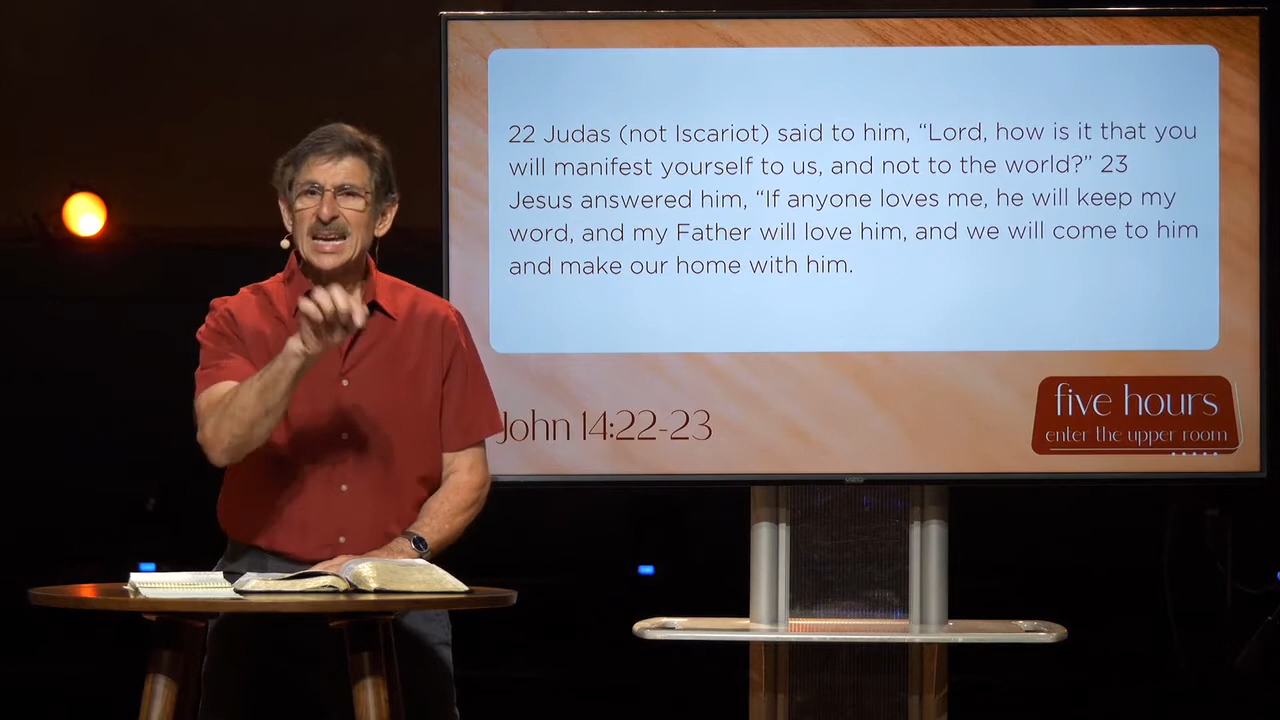 22 Judas (not Iscariot) said to him, “Lord, how is it that you
will manifest yourself to us, and not to the world?” 23
Jesus answered him, “If anyone loves me, he will keep my
word, and my Father will love him, and we will come to him
and make our home with him.
John 14:22-23
five hours
enter the upper room